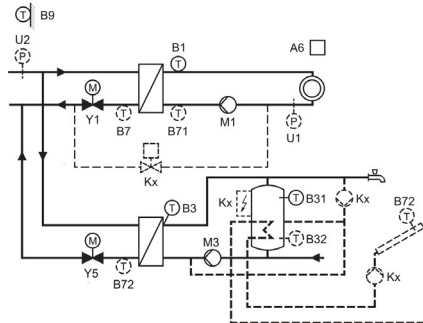 T B9
U2
P
B1
T
A6
M
T
T
P
Y1
B7
B71
M1
U1
Kx
T B3
Kx
T B31
Kx
B72
T
M
M3
T B32
Y5
T
B72
Kx